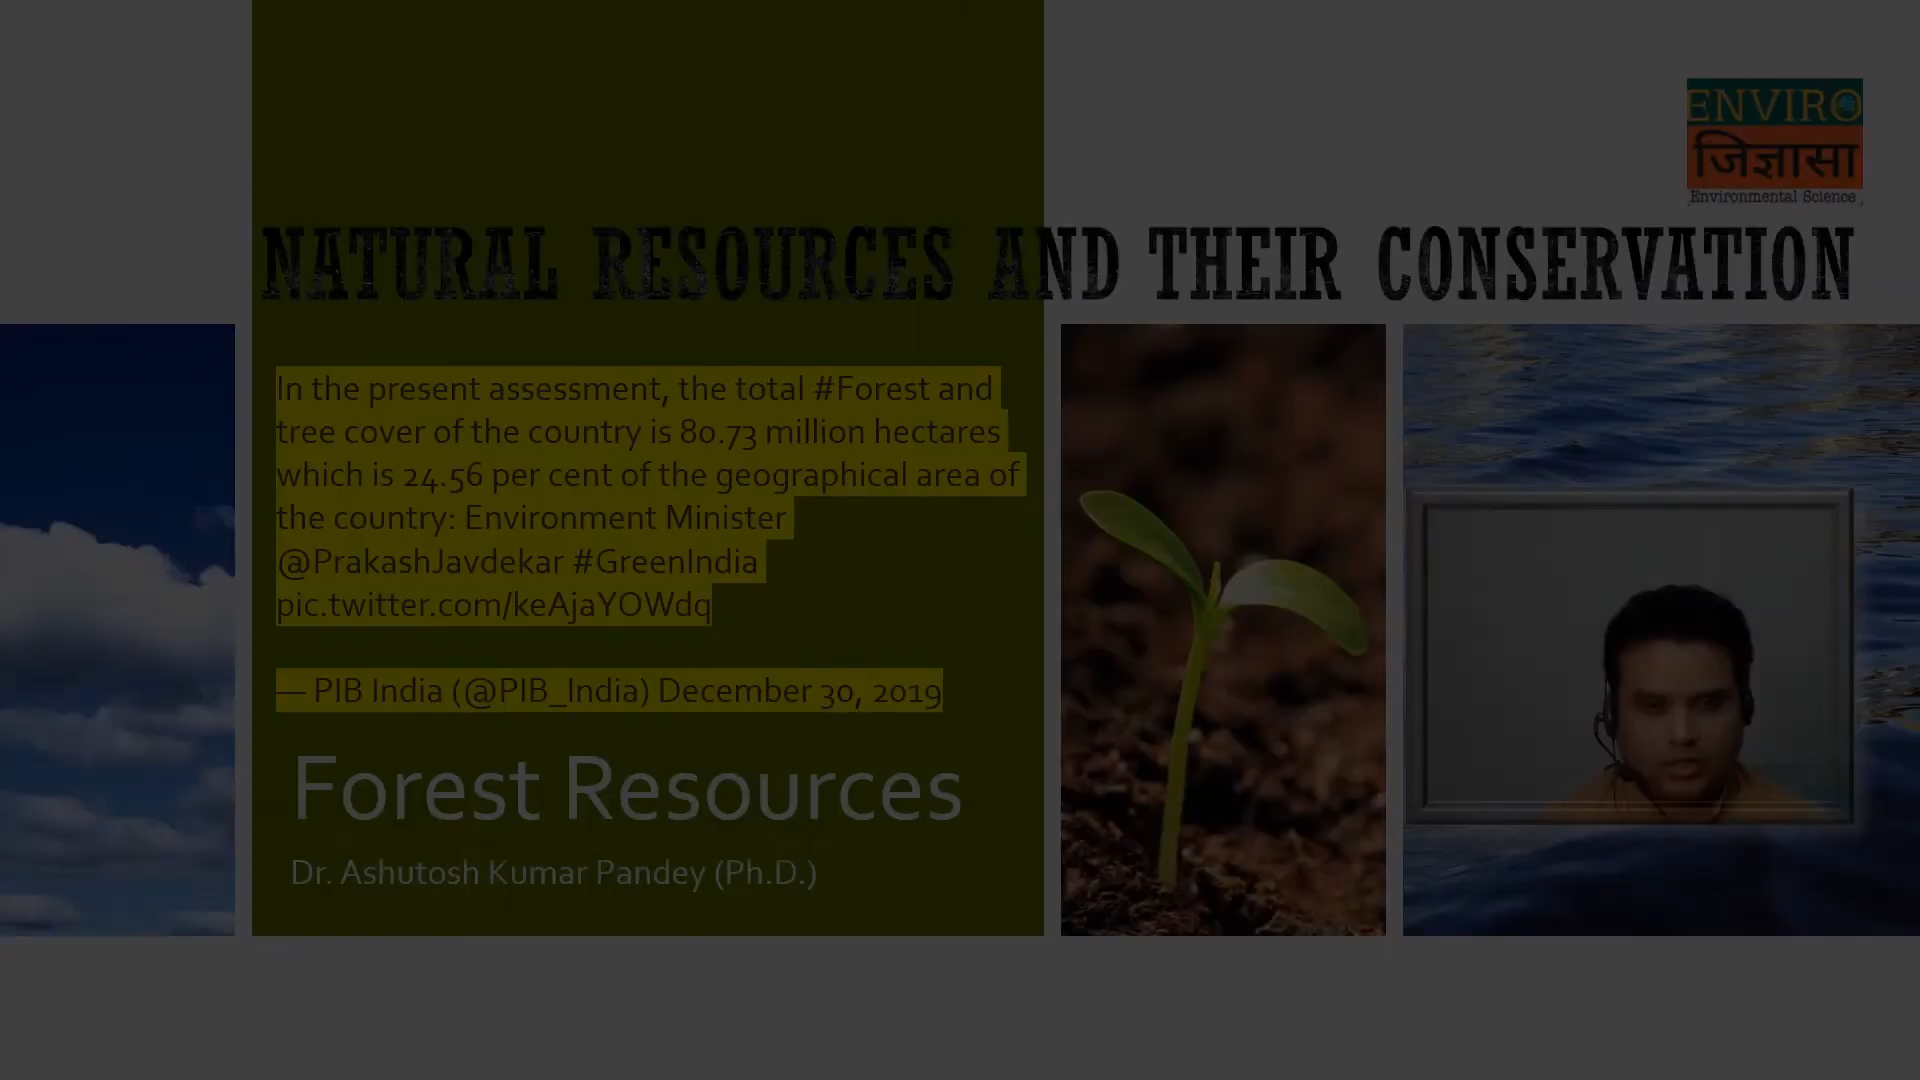 ENVIRO
जिज्ञासा
Environmental Science
NATURAL RESOURCES AND THEIR CONSERVATION
In the present assessment, the total #Forest and
tree cover of the country is 80.73 million hectares
which is 24.56 per cent of the geographical area of
the country: Environment Minister
@PrakashJavdekar #GreenIndia
pic.twitter.com/keAjaYOWdq
— PIB India (@PIB_India) December 30, 2019
Forest Resources
Dr. Ashutosh Kumar Pandey (Ph.D.)